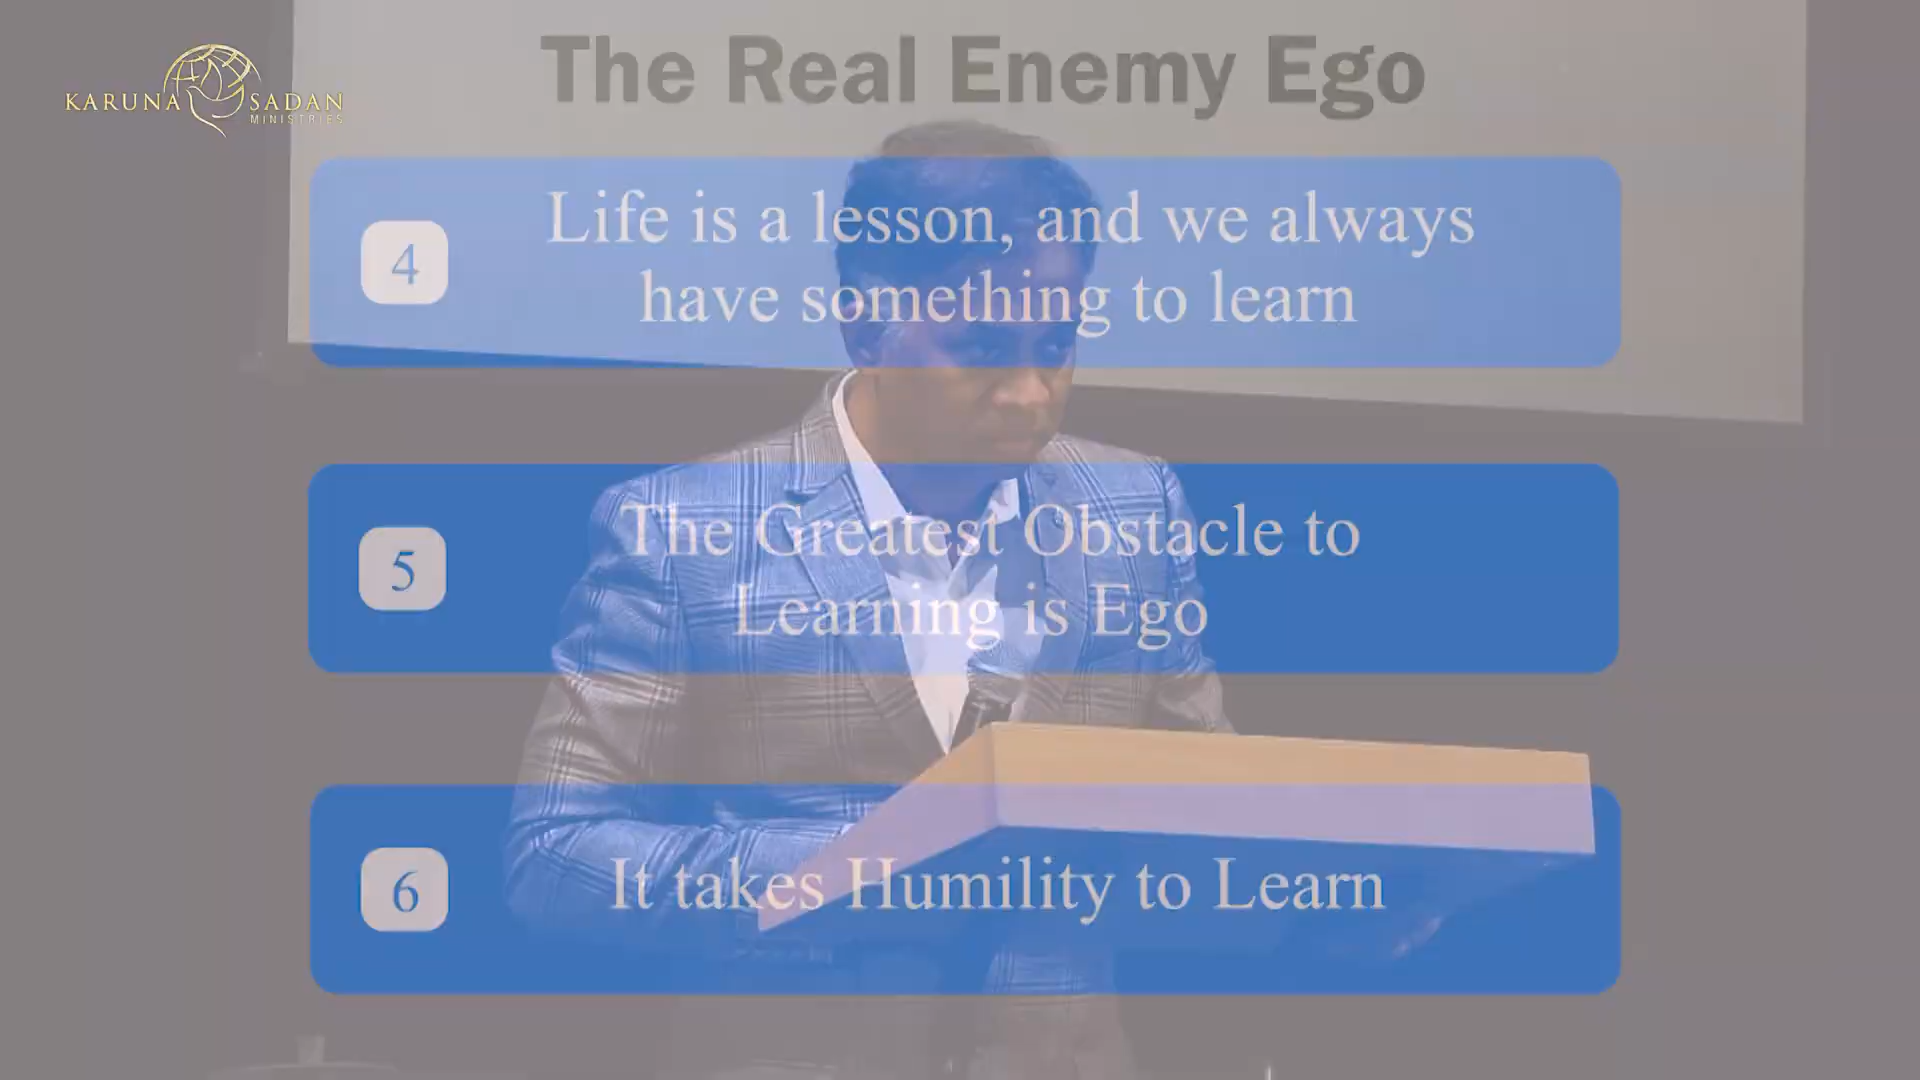 KARUNA SADAN
MINISTRIES
The Real Enemy Ego
4
Life is a lesson, and we always
have something to learn
5
The Greatest Obstacle to
Learning is Ego
6
It takes Humility to Learn